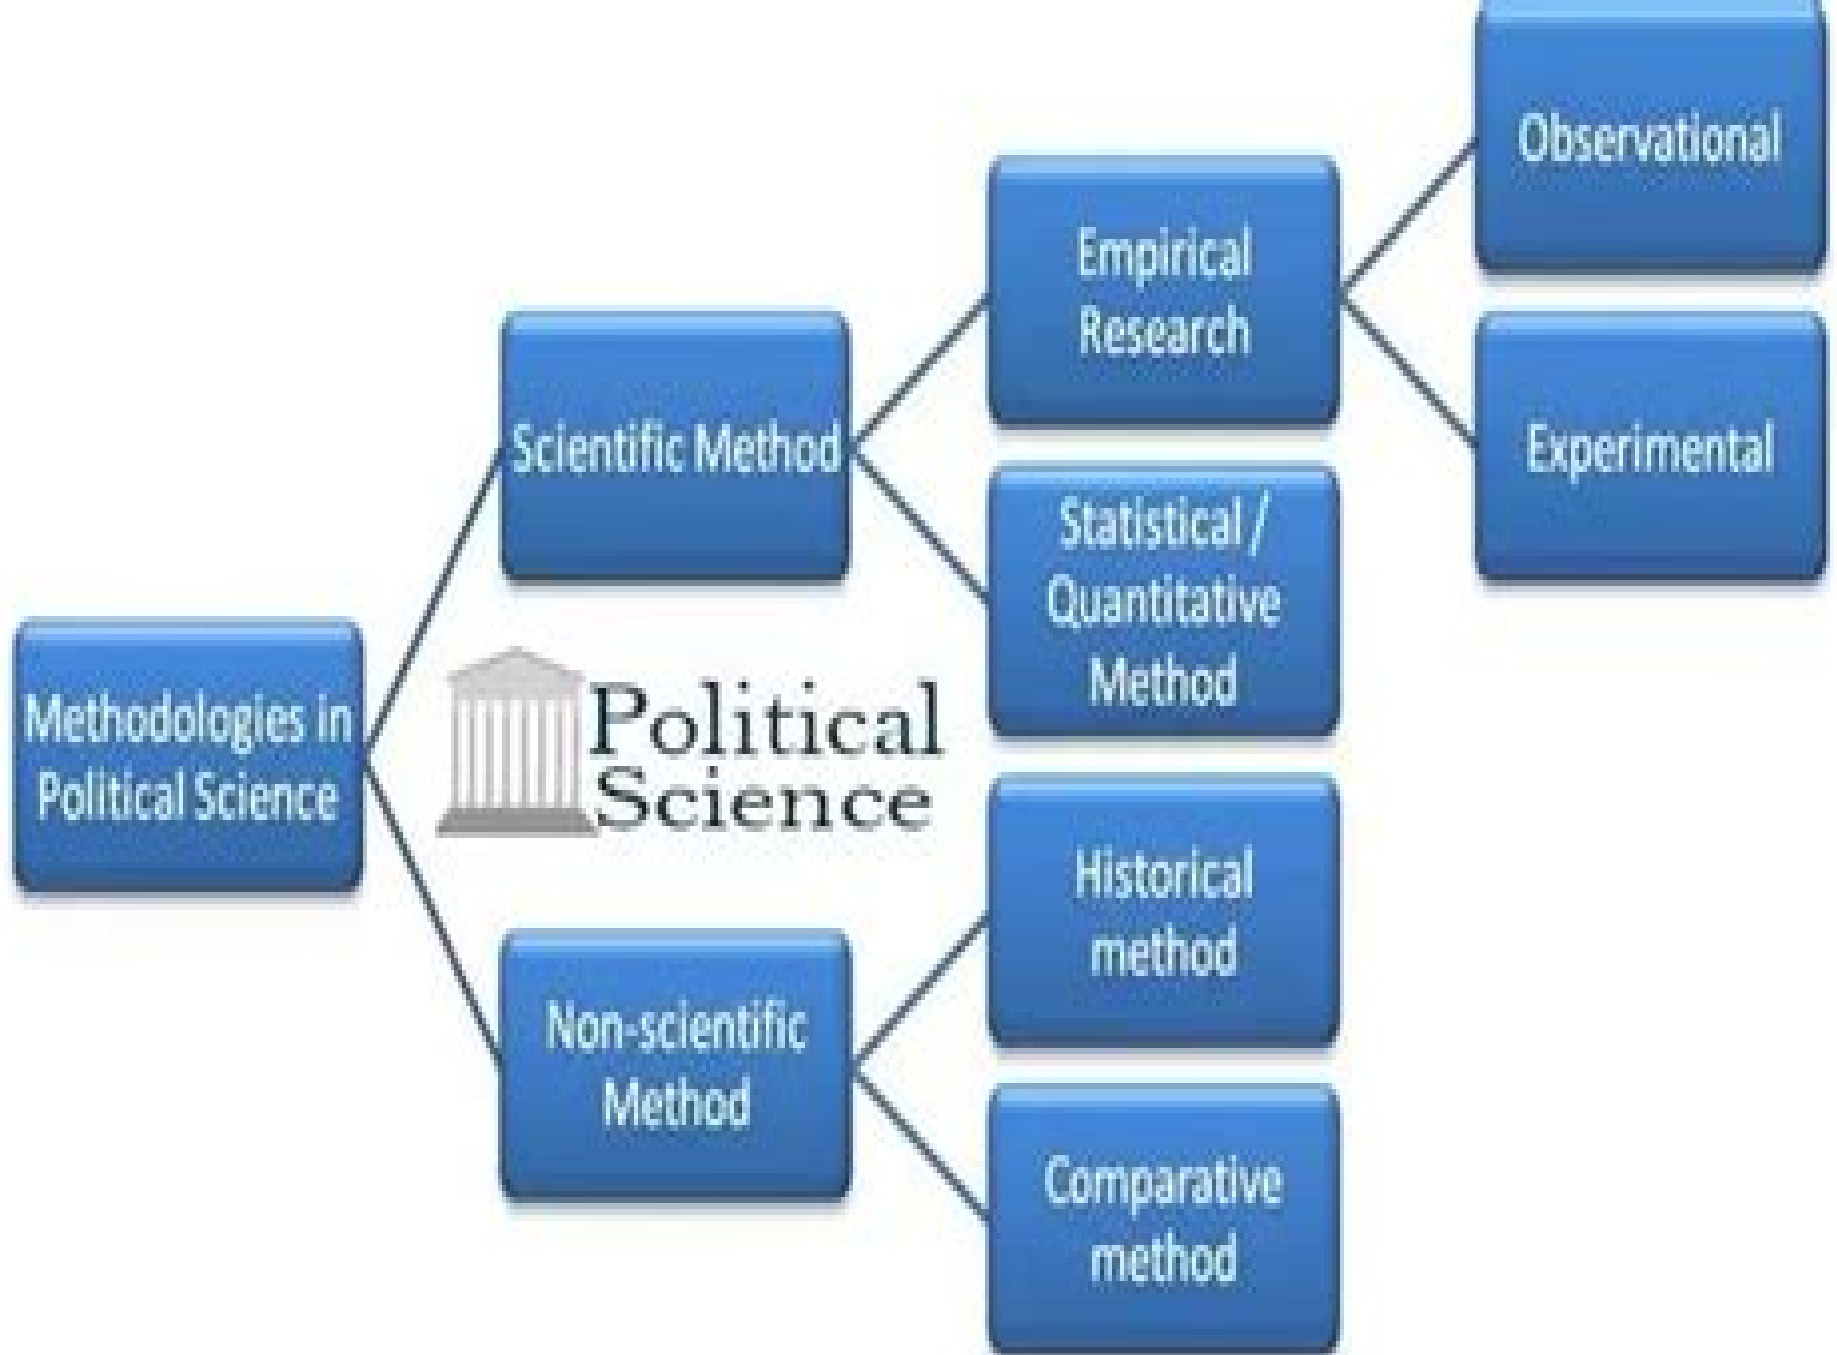 Methodologies in
Political Science
Scientific Method
Non-scientific
Method
Political
Science
Empirical
Research
Statistical /
Quantitative
Method
Historical
method
Comparative
method
Observational
Experimental